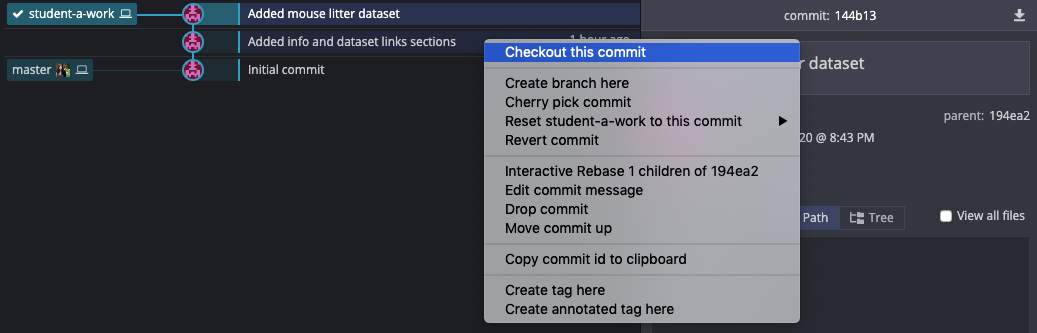 student-a-work
Added mouse litter dataset
commit: 144b13
Added info and dataset links sections
1 hour ago
master
Initial commit
Checkout this commit
r dataset
Create branch here
Cherry pick commit
parent: 194ea2
Reset student-a-work to this commit
20 @ 8:43 PM
Revert commit
Interactive Rebase 1 children of 194ea2
Edit commit message
Drop commit
Path
Tree
View all files
Move commit up
Copy commit id to clipboard
Create tag here
Create annotated tag here